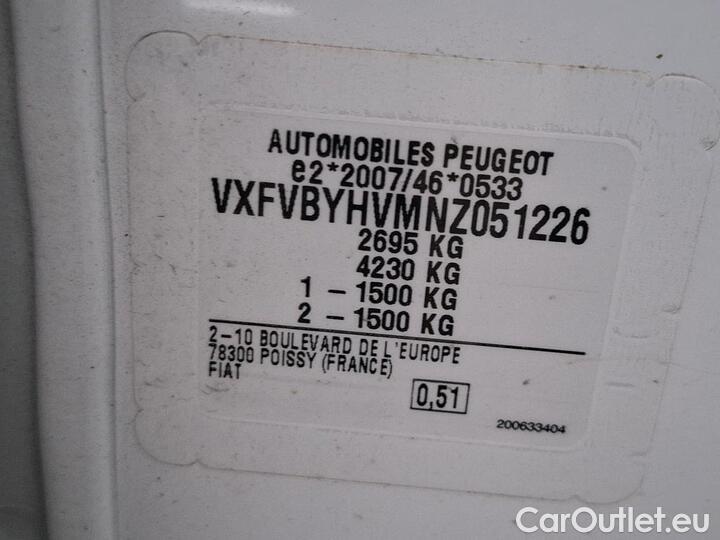 AUTOMOBILES PEUGEOT
e2*2007/46*0533
VXFVBYHVMNZ051226
2695 KG
4230 KG
1 – 1500 KG
2 – 1500 KG
2–10 BOULEVARD DE L'EUROPE
78300 POISSY (FRANCE)
FIAT
0,51
200633404
CarOutlet.eu